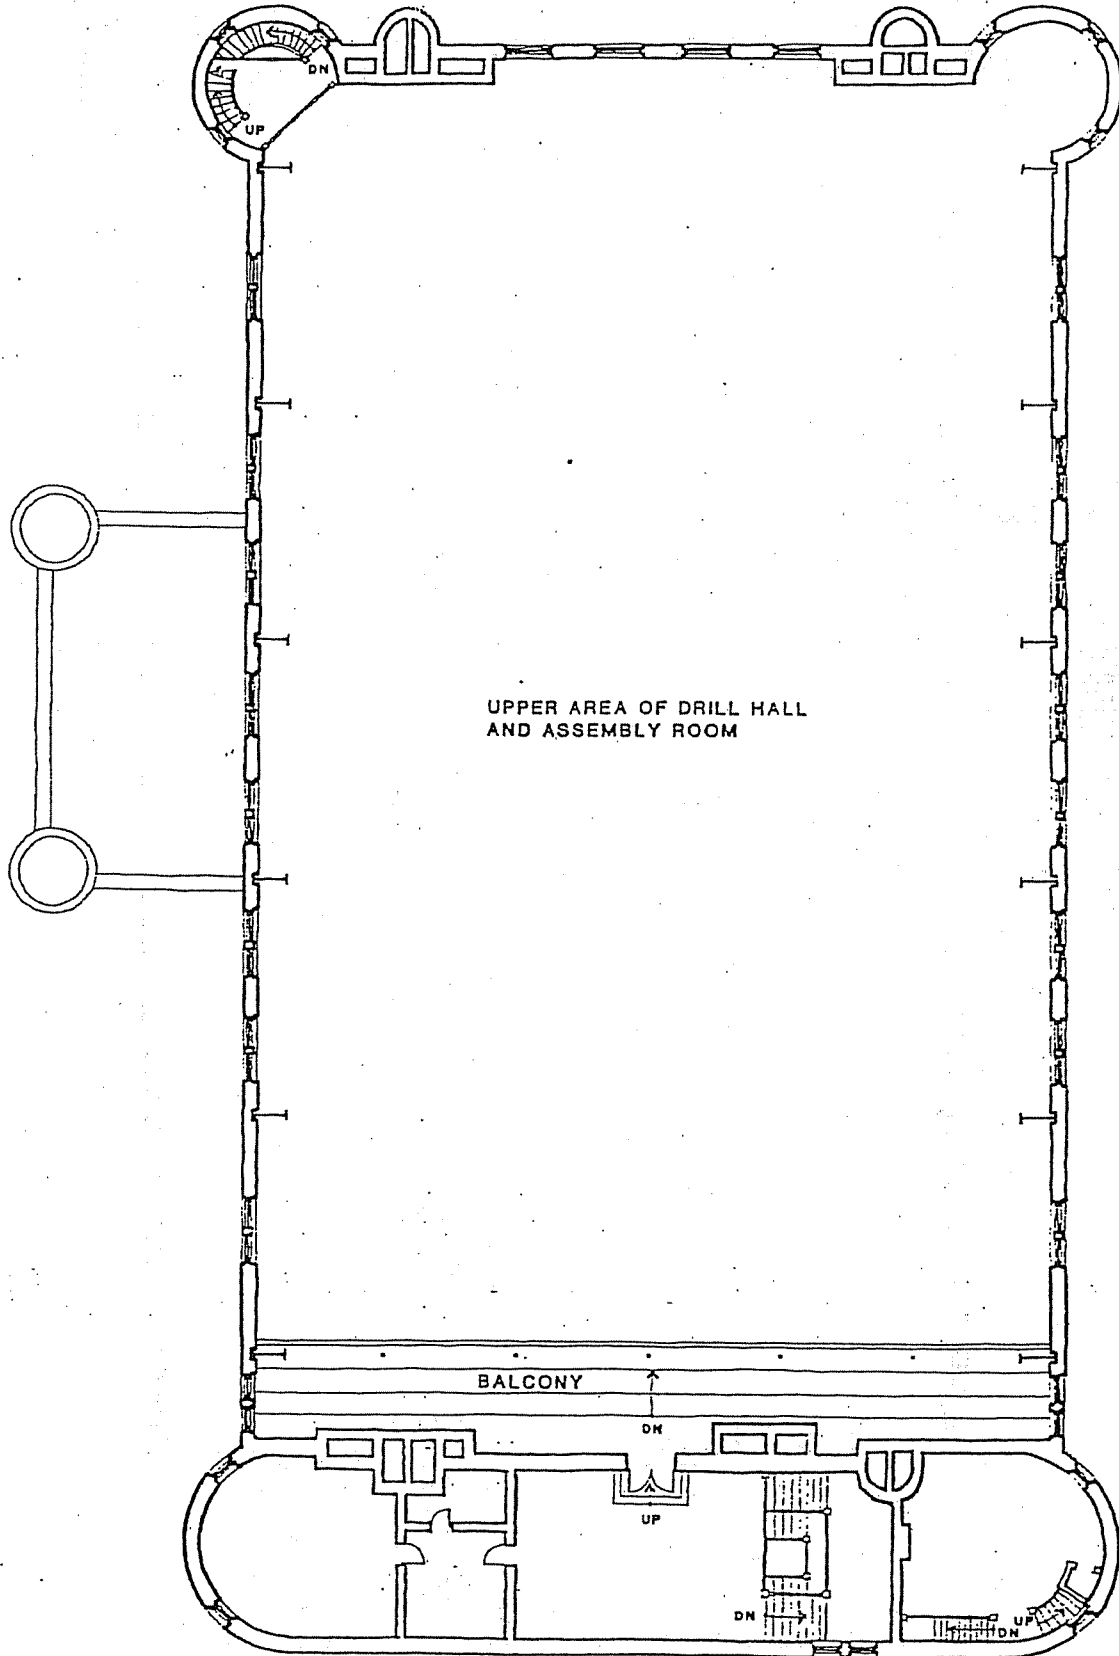 DN
UP
UPPER AREA OF DRILL HALL
AND ASSEMBLY ROOM
BALCONY
DN
UP
DN
UP
DN